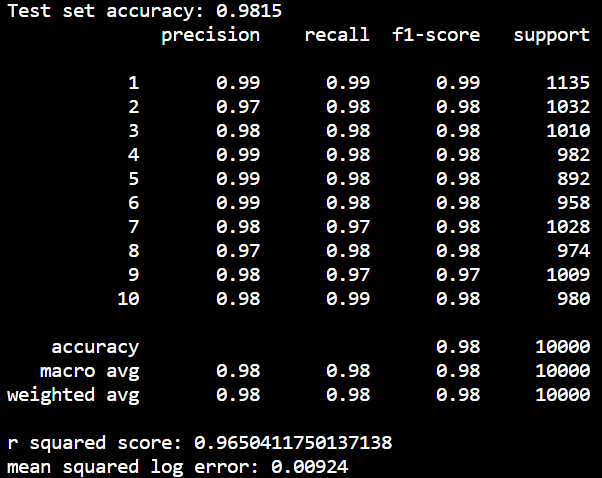 Test set accuracy: 0.9815
precision recall f1-score support
1 0.99 0.99 0.99 1135
2 0.97 0.98 0.98 1032
3 0.98 0.98 0.98 1010
4 0.99 0.98 0.98 982
5 0.99 0.98 0.98 892
6 0.99 0.98 0.98 958
7 0.98 0.97 0.98 1028
8 0.97 0.98 0.98 974
9 0.98 0.97 0.97 1009
10 0.98 0.99 0.98 980
accuracy 0.98 10000
macro avg 0.98 0.98 0.98 10000
weighted avg 0.98 0.98 0.98 10000
r squared score: 0.9650411750137138
mean squared log error: 0.00924